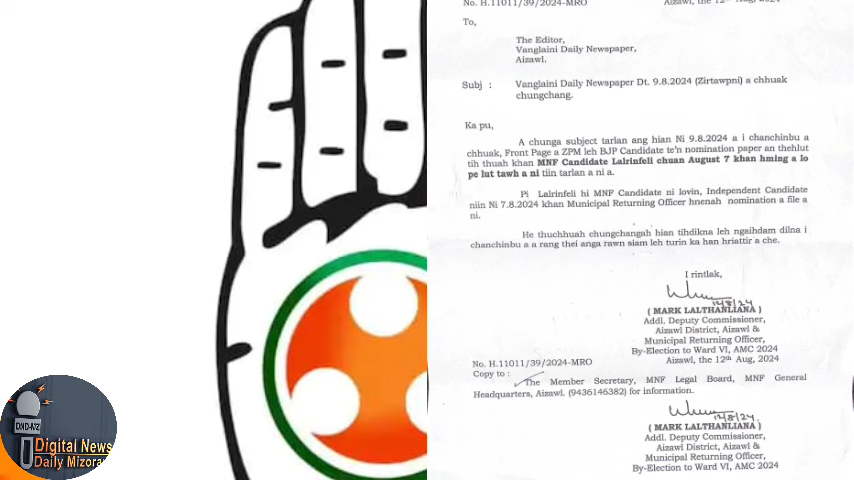 No. H.11011/39/2024-MRO
Aizawl, the 12th Aug, 2024
To,
The Editor,
Vanglaini Daily Newspaper,
Aizawl.
Subj : Vanglaini Daily Newspaper Dt. 9.8.2024 (Zirtawpni) a chhuak
chungchang.
Ka pu,
A chunga subject tarlan ang hian Ni 9.8.2024 a i chanchinbu a
chhuak, Front Page a ZPM leh BJP Candidate te'n nomination paper an thehlut
tih thuah khan MNF Candidate Lalrinfeli chuan August 7 khan hming a lo
pe lut tawh a ni tiin tarlan a ni a.
Pi Lalrinfeli hi MNF Candidate ni lovin, Independent Candidate
niin Ni 7.8.2024 khan Municipal Returning Officer hnenah nomination a file a
ni.
He thuchhuah chungchangah hian tihdikna leh ngaihdam dilna i
chanchinbu a a rang thei anga rawn siam leh turin ka han hriattir a che.
I rintlak,
12/8/24
( MARK LALTHANLIANA )
Addl. Deputy Commissioner,
Aizawl District, Aizawl &
Municipal Returning Officer,
By-Election to Ward VI, AMC 2024
No. H.11011/39/2024-MRO
Aizawl, the 12th Aug, 2024
Copy to :
The Member Secretary, MNF Legal Board, MNF General
Headquarters, Aizawl. (9436146382) for information.
12/8/24
( MARK LALTHANLIANA )
Addl. Deputy Commissioner,
Aizawl District, Aizawl &
Municipal Returning Officer,
By-Election to Ward VI, AMC 2024
DND-MZ
Digital News
Daily Mizoram